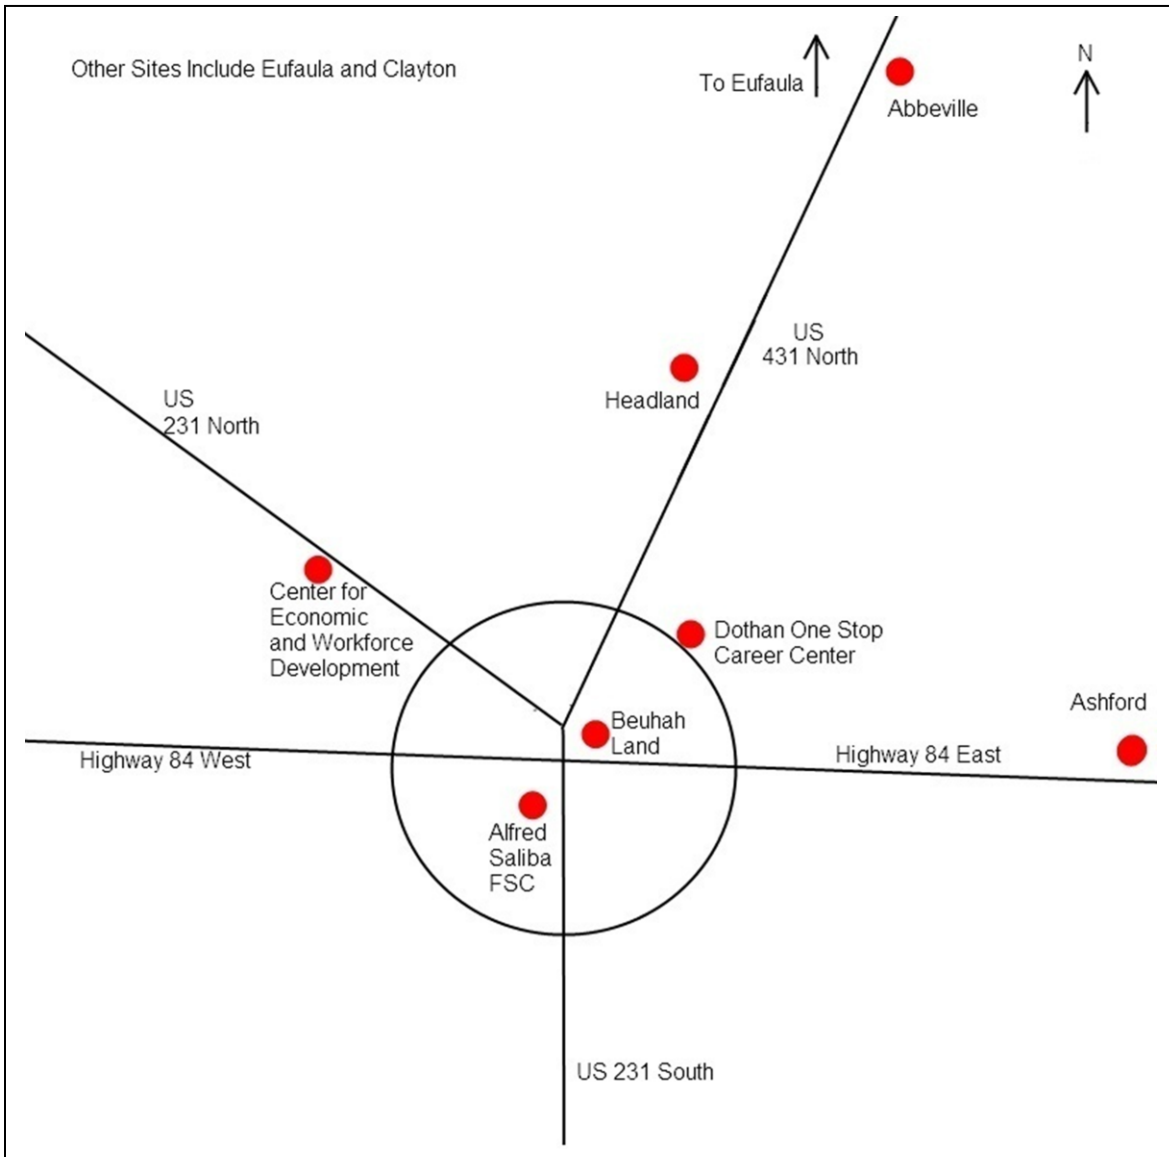 Other Sites Include Eufaula and Clayton
To Eufaula
N
Abbeville
US
431 North
Headland
US
231 North
Center for
Economic
and Workforce
Development
Dothan One Stop
Career Center
Ashford
Beuhah
Land
Highway 84 West
Highway 84 East
Alfred
Saliba
FSC
US 231 South